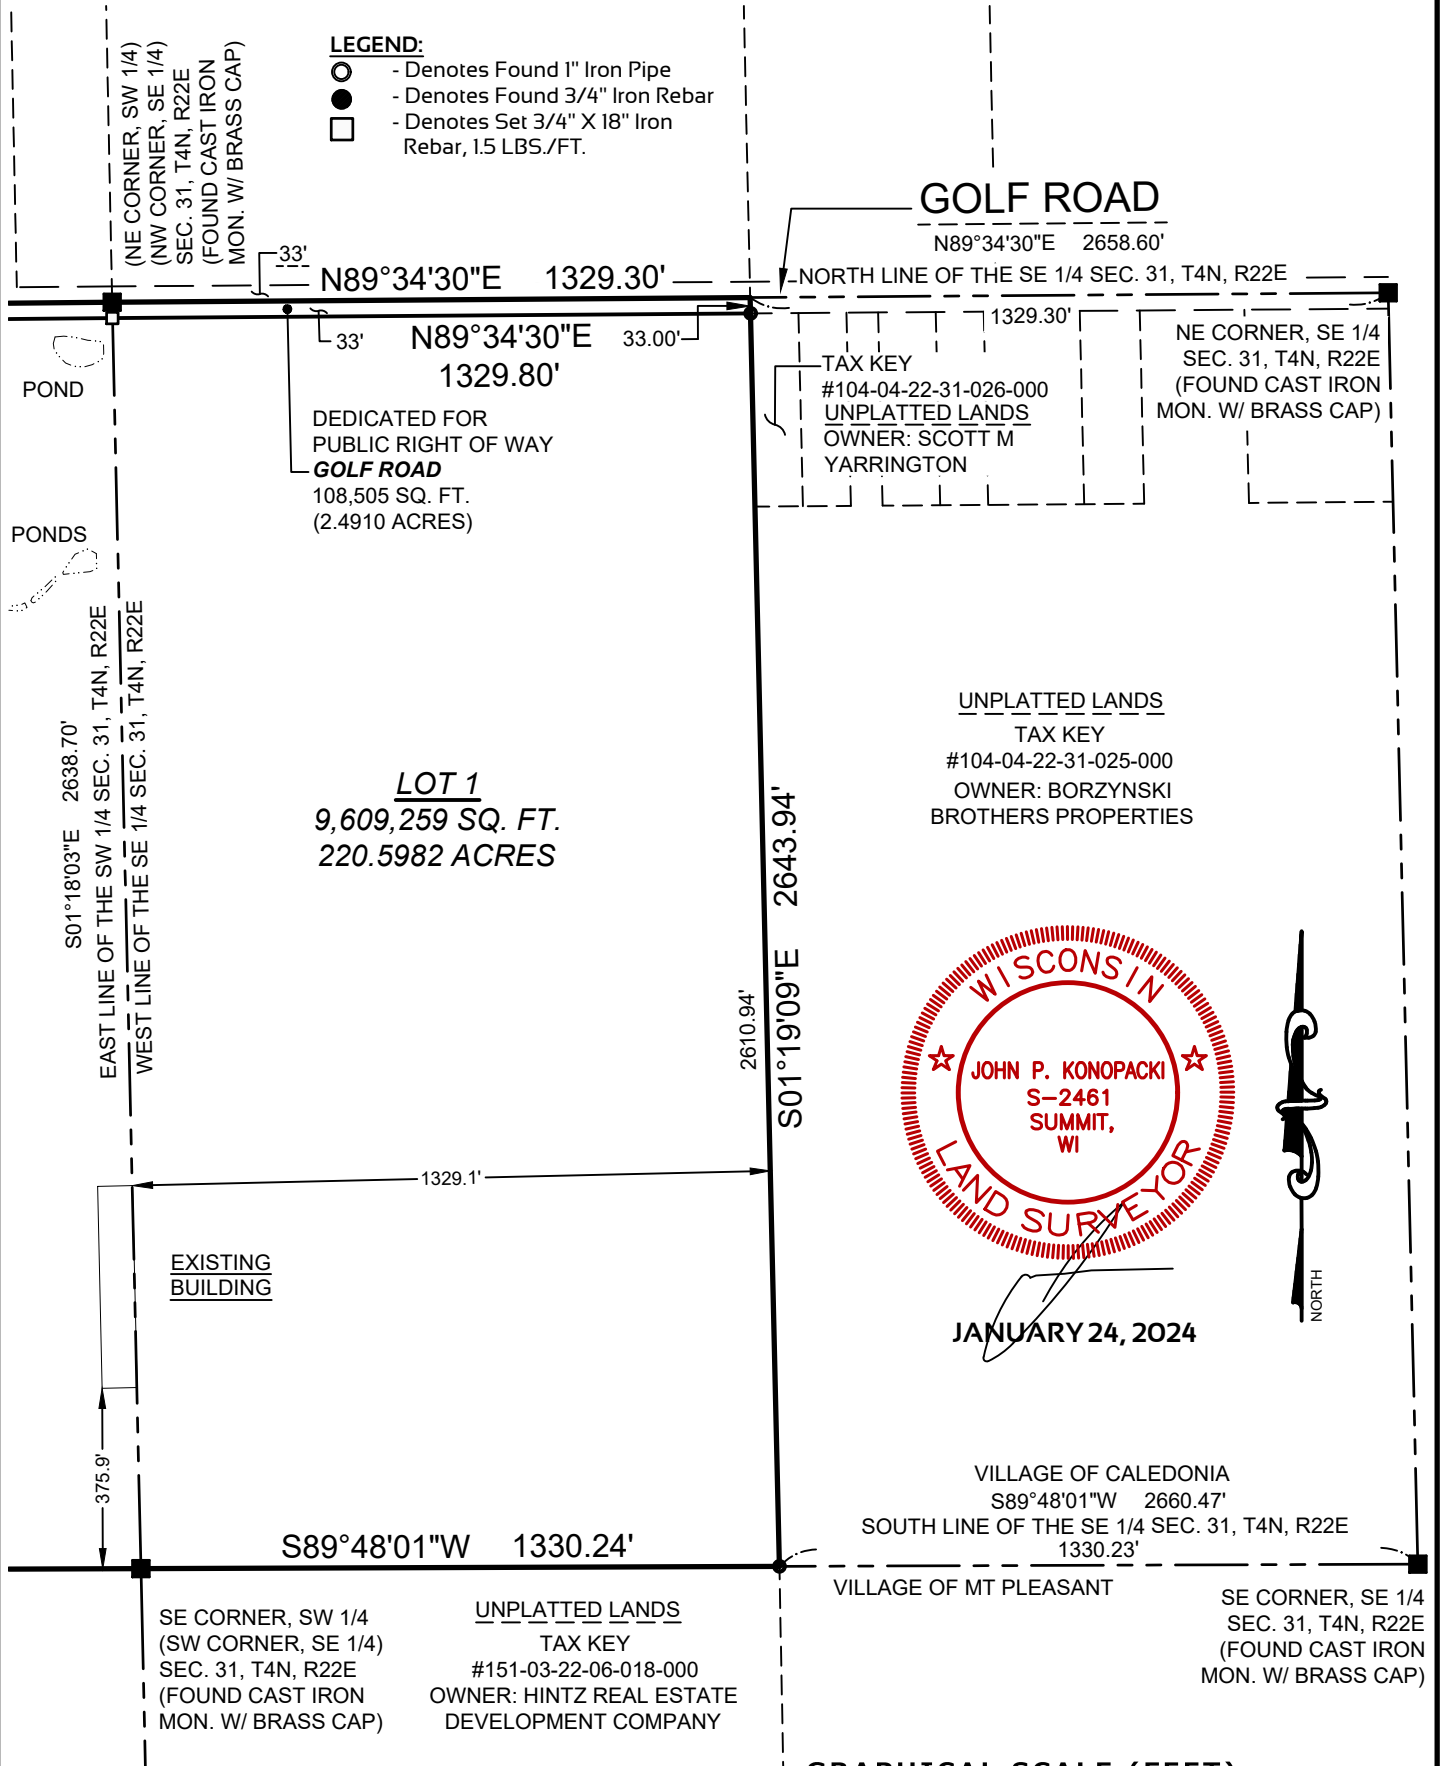 LEGEND:
- Denotes Found 1" Iron Pipe
- Denotes Found 3/4" Iron Rebar
- Denotes Set 3/4" X 18" Iron
Rebar, 1.5 LBS./FT.
(NE CORNER, SW 1/4)
(NW CORNER, SE 1/4)
SEC. 31, T4N, R22E
(FOUND CAST IRON
MON. W/ BRASS CAP)
GOLF ROAD
N89°34'30"E 2658.60'
NORTH LINE OF THE SE 1/4 SEC. 31, T4N, R22E
33'
N89°34'30"E 1329.30'
33'
N89°34'30"E
1329.80'
33.00'
1329.30'
NE CORNER, SE 1/4
SEC. 31, T4N, R22E
(FOUND CAST IRON
MON. W/ BRASS CAP)
TAX KEY
#104-04-22-31-026-000
UNPLATTED LANDS
OWNER: SCOTT M
YARRINGTON
POND
DEDICATED FOR
PUBLIC RIGHT OF WAY
GOLF ROAD
108,505 SQ. FT.
(2.4910 ACRES)
PONDS
S01°18'03"E 2638.70'
EAST LINE OF THE SW 1/4 SEC. 31, T4N, R22E
WEST LINE OF THE SE 1/4 SEC. 31, T4N, R22E
LOT 1
9,609,259 SQ. FT.
220.5982 ACRES
UNPLATTED LANDS
TAX KEY
#104-04-22-31-025-000
OWNER: BORZYNSKI
BROTHERS PROPERTIES
2610.94'
S01°19'09"E 2643.94'
WISCONSIN
JOHN P. KONOPACKI
S-2461
SUMMIT,
WI
LAND SURVEYOR
NORTH
JANUARY 24, 2024
1329.1'
EXISTING
BUILDING
375.9'
VILLAGE OF CALEDONIA
S89°48'01"W 2660.47'
SOUTH LINE OF THE SE 1/4 SEC. 31, T4N, R22E
1330.23'
S89°48'01"W 1330.24'
VILLAGE OF MT PLEASANT
SE CORNER, SW 1/4
(SW CORNER, SE 1/4)
SEC. 31, T4N, R22E
(FOUND CAST IRON
MON. W/ BRASS CAP)
UNPLATTED LANDS
TAX KEY
#151-03-22-06-018-000
OWNER: HINTZ REAL ESTATE
DEVELOPMENT COMPANY
SE CORNER, SE 1/4
SEC. 31, T4N, R22E
(FOUND CAST IRON
MON. W/ BRASS CAP)
GRAPHICAL SCALE (FEET)